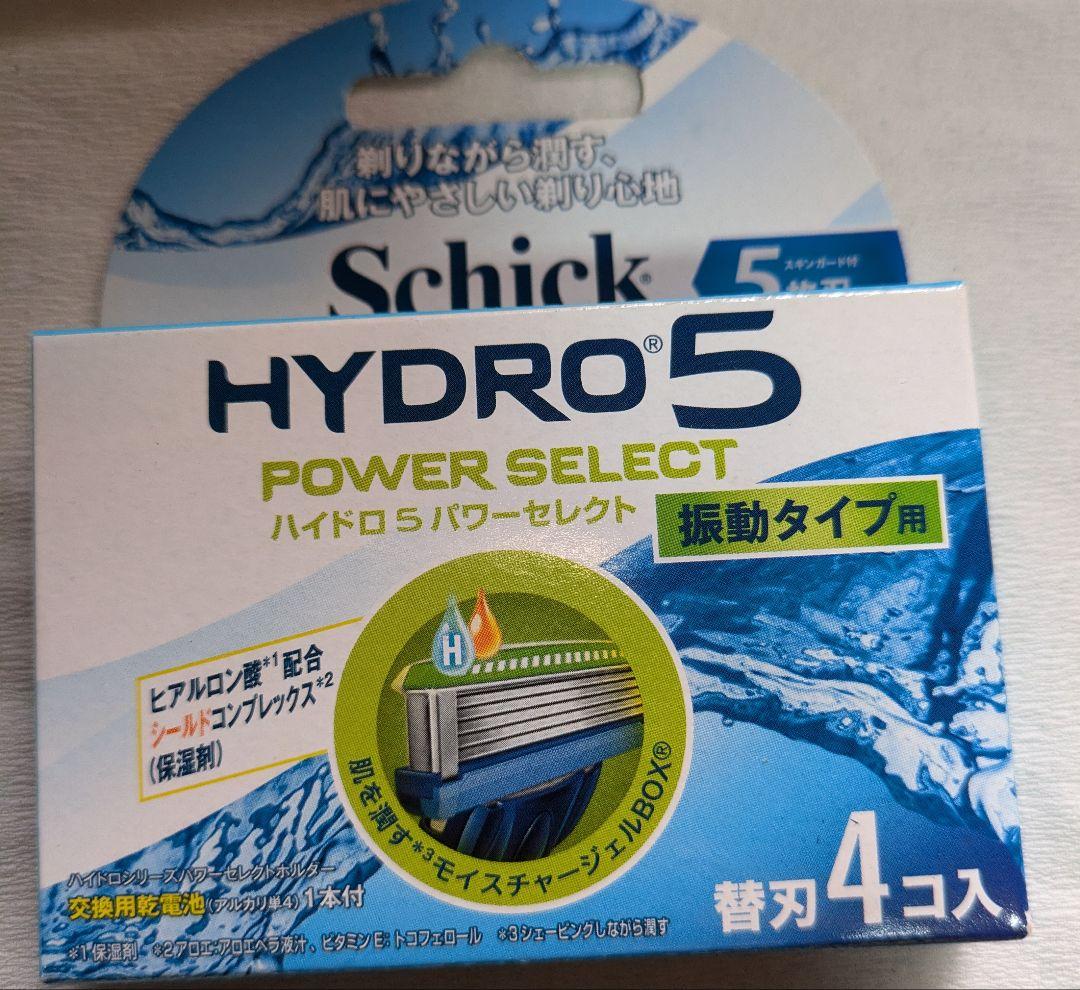 剃りながら潤す、
肌にやさしい剃り心地
Schick®
5 スキンガード付
HYDRO®5
POWER SELECT
ハイドロ5パワーセレクト
振動タイプ用
H
ヒアルロン酸*1配合
シールドコンプレックス*2
(保湿剤)
肌を潤す*3モイスチャージェルBOX®
ハイドロシリーズパワーセレクトホルダー
交換用乾電池(アルカリ単4)1本付
替刃4コ入
*1保湿剤 *2アロエ:アロエベラ液汁、ビタミンE:トコフェロール *3シェービングしながら潤す